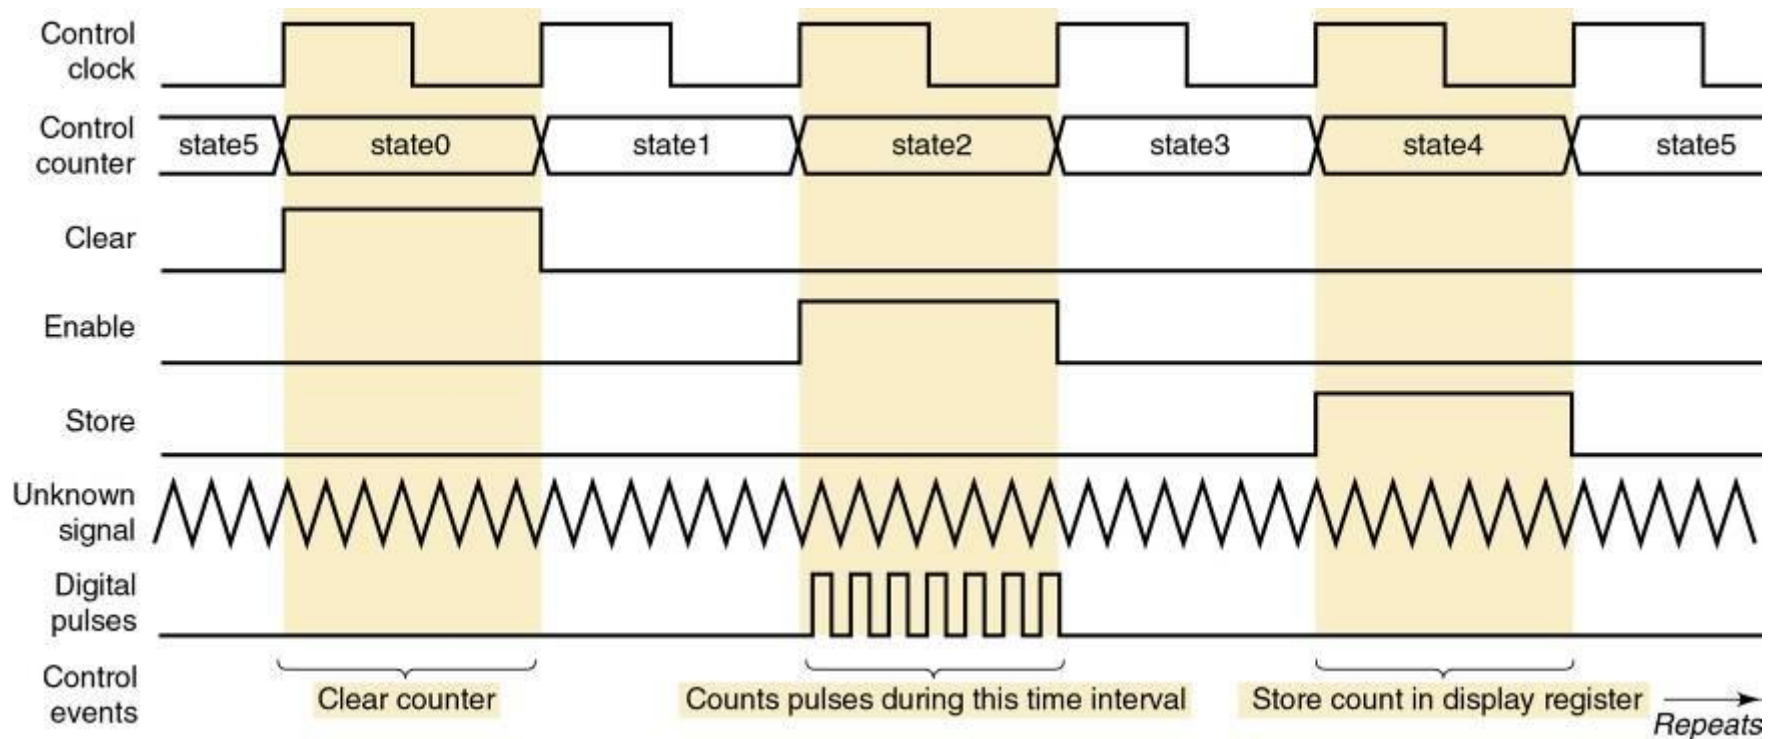 Control
clock
Control
counter
state5 state0 state1 state2 state3 state4 state5
Clear
Enable
Store
Unknown
signal
Digital
pulses
Control
events
Clear counter
Counts pulses during this time interval
Store count in display register
Repeats